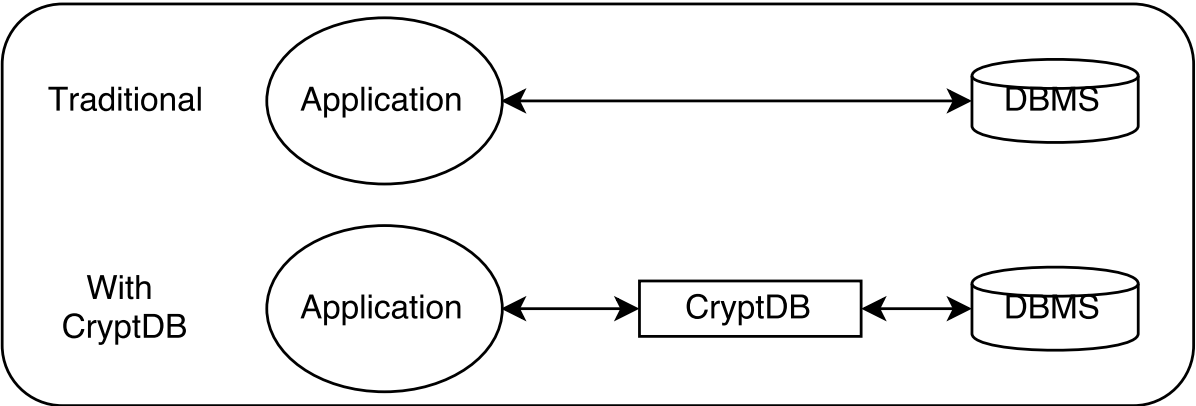 Traditional
Application
DBMS
With
CryptDB
Application
CryptDB
DBMS